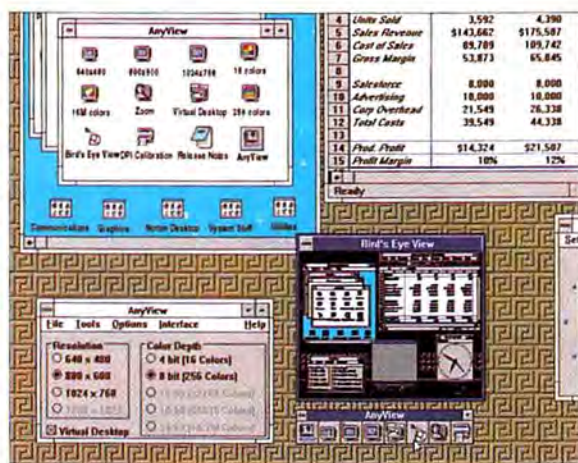 AnyView
640x480 800x600 1024x768 16 colors
16M colors Zoom Virtual Desktop 256 colors
Bird's Eye View DPI Calibration Release Notes AnyView
Communications Graphics Norton Desktop System Stuff Utilities
4 Units Sold 3,592 4,390
5 Sales Revenue $143,662 $175,587
6 Cost of Sales 89,789 109,742
7 Gross Margin 53,873 65,845
8
9 Salesforce 8,000 8,000
10 Advertising 10,000 10,000
11 Corp Overhead 21,549 26,338
12 Total Costs 39,549 44,338
13
14 Prod. Profit $14,324 $21,507
15 Profit Margin 10% 12%
Ready
Bird's Eye View
AnyView
File Tools Options Interface Help
Resolution
640 x 480
800 x 600
1024 x 768
Virtual Desktop
Color Depth
4 bit (16 Colors)
8 bit (256 Colors)
AnyView